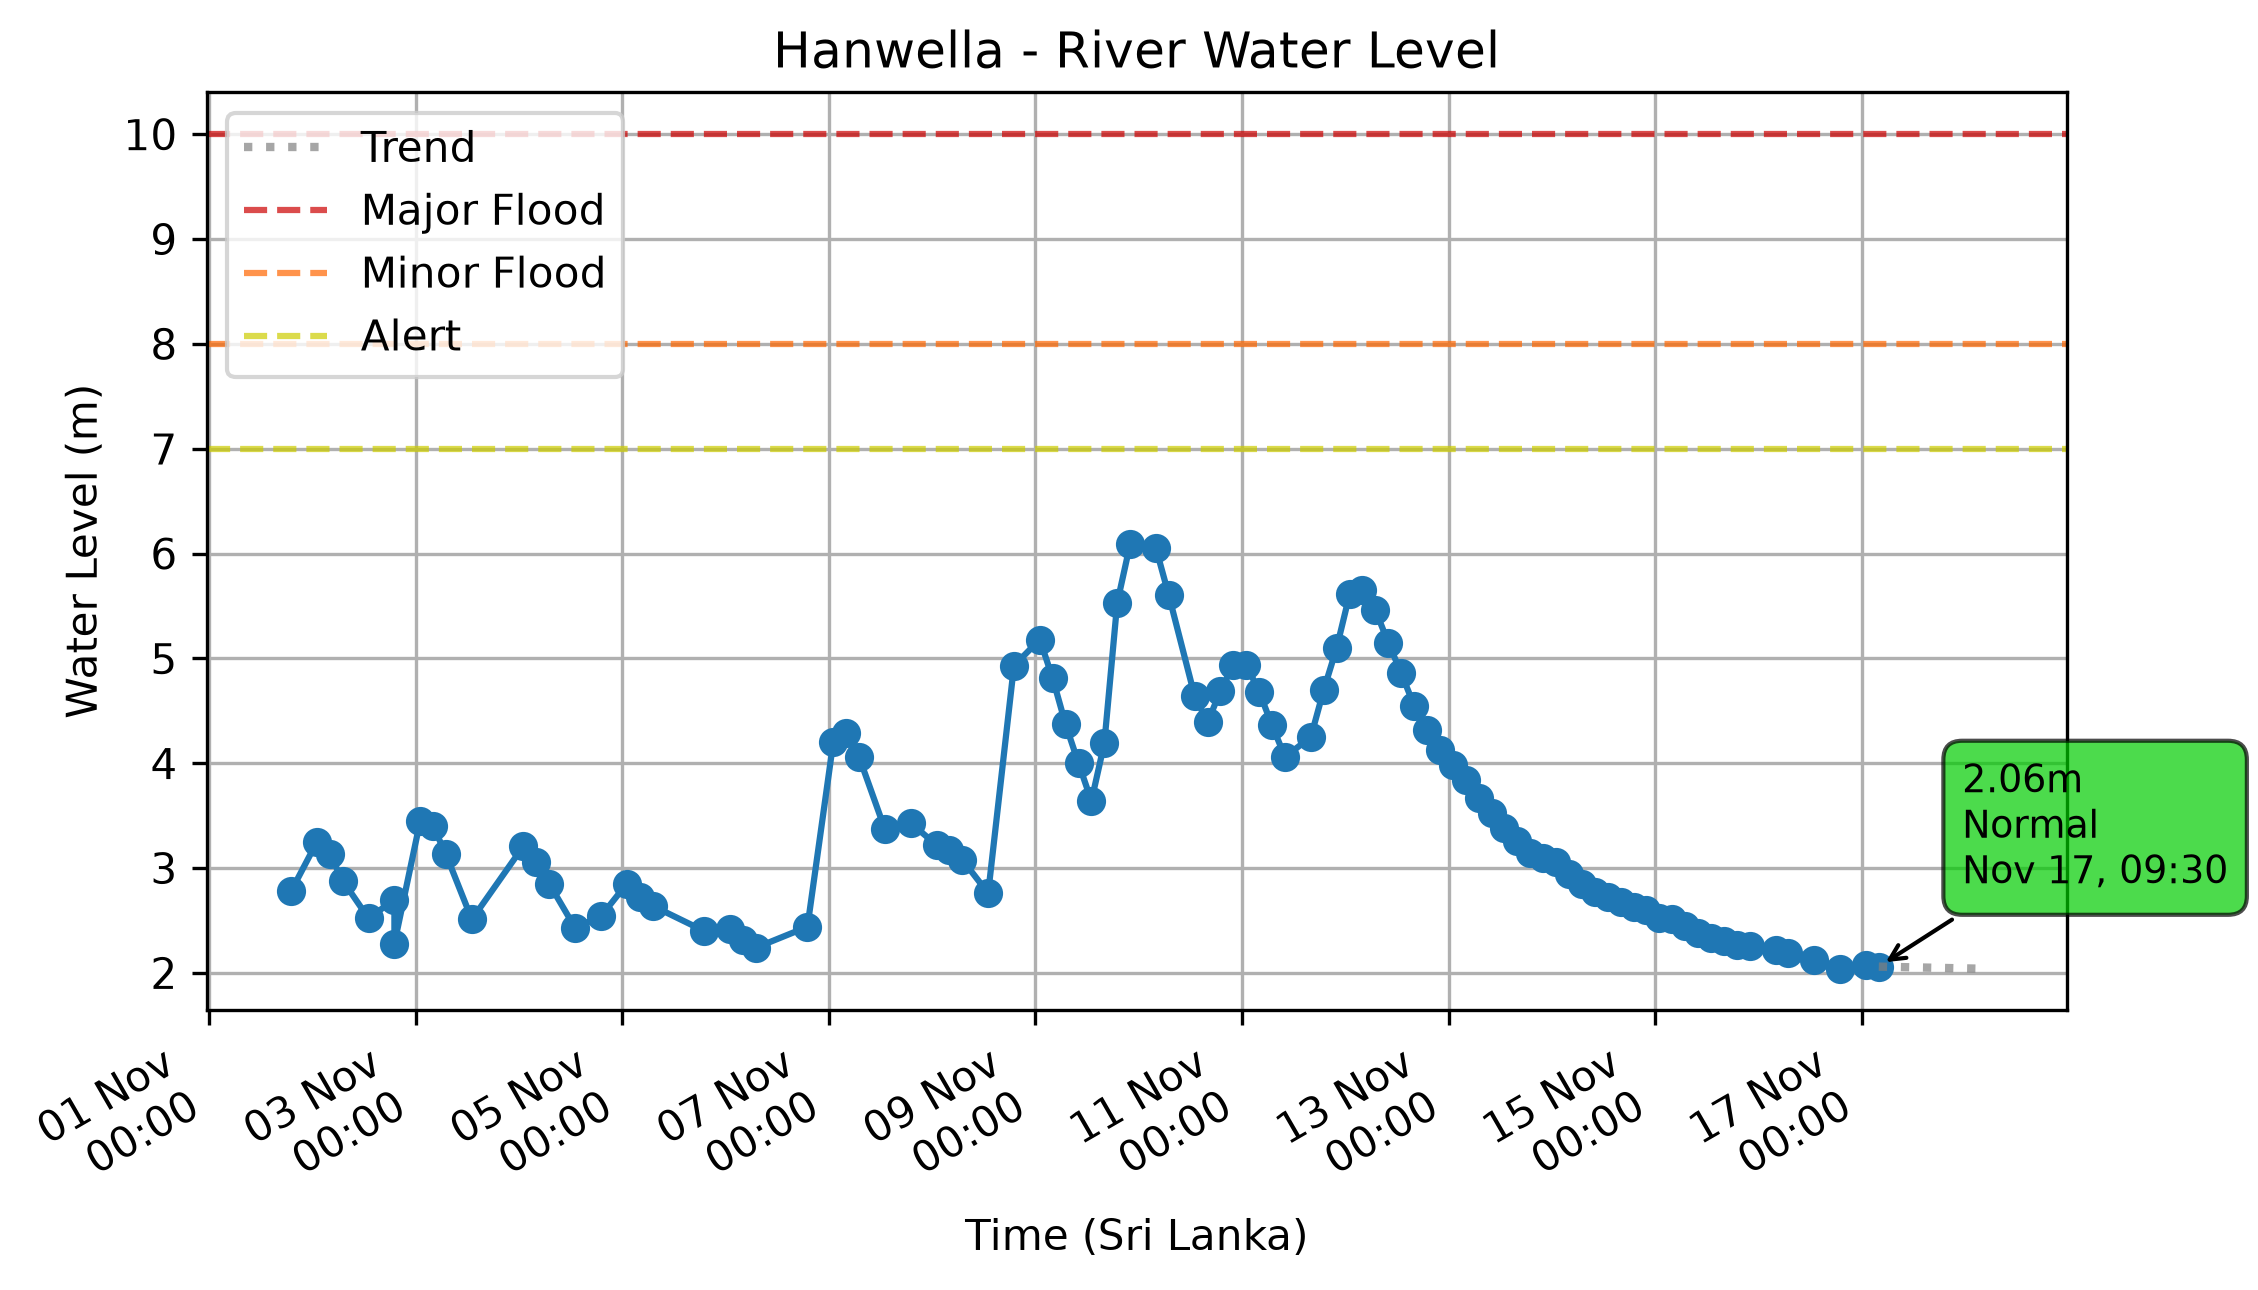 Hanwella - River Water Level
Trend
Major Flood
Minor Flood
Alert
10
9
8
7
6
5
4
3
2
Water Level (m)
2.06m
Normal
Nov 17, 09:30
01 Nov
00:00
03 Nov
00:00
05 Nov
00:00
07 Nov
00:00
09 Nov
00:00
11 Nov
00:00
13 Nov
00:00
15 Nov
00:00
17 Nov
00:00
Time (Sri Lanka)